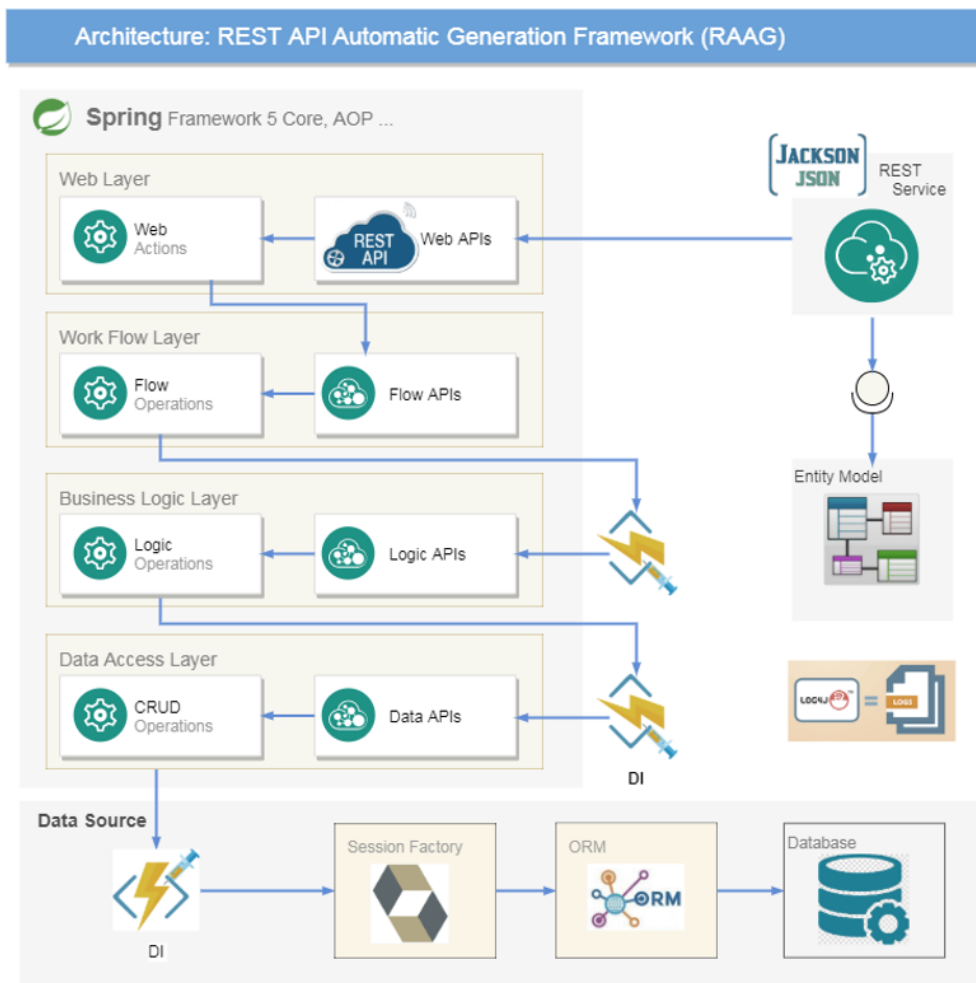 Architecture: REST API Automatic Generation Framework (RAAG)
Spring Framework 5 Core, AOP ...
Web Layer
Web
Actions
REST
API
Web APIs
JACKSON
JSON
REST
Service
Work Flow Layer
Flow
Operations
Flow APIs
Business Logic Layer
Logic
Operations
Logic APIs
Entity Model
Data Access Layer
CRUD
Operations
Data APIs
DI
LOG4J
=
LOGS
Data Source
DI
Session Factory
ORM
ORM
Database